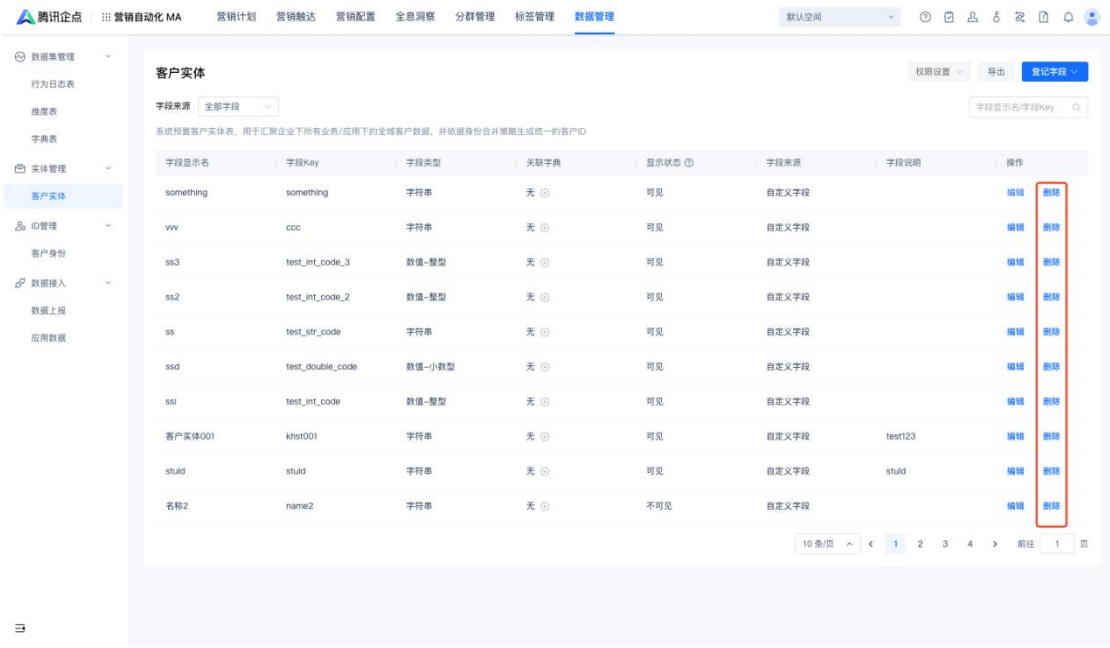 腾讯企点 营销自动化 MA 营销计划 营销触达 营销配置 全息洞察 分群管理 标签管理 数据管理 默认空间
数据集管理
行为日志表
维度表
字典表
实体管理
客户实体
ID管理
客户身份
数据接入
数据上报
应用数据
客户实体 权限设置 导出 登记字段
字段来源 全部字段 字段显示名/字段Key
系统预置客户实体表，用于汇聚企业下所有业务/应用下的全域客户数据，并依据身份合并策略生成统一的客户ID
字段显示名 字段Key 字段类型 关联字典 显示状态 字段来源 字段说明 操作
something something 字符串 无 可见 自定义字段 编辑 删除
vvv ccc 字符串 无 可见 自定义字段 编辑 删除
ss3 test_int_code_3 数值-整型 无 可见 自定义字段 编辑 删除
ss2 test_int_code_2 数值-整型 无 可见 自定义字段 编辑 删除
ss test_str_code 字符串 无 可见 自定义字段 编辑 删除
ssd test_double_code 数值-小数型 无 可见 自定义字段 编辑 删除
ssi test_int_code 数值-整型 无 可见 自定义字段 编辑 删除
客户实体001 khst001 字符串 无 可见 自定义字段 test123 编辑 删除
stuId stuId 字符串 无 可见 自定义字段 stuId 编辑 删除
名称2 name2 字符串 无 不可见 自定义字段 编辑 删除
10 条/页 1 2 3 4 前往 1 页